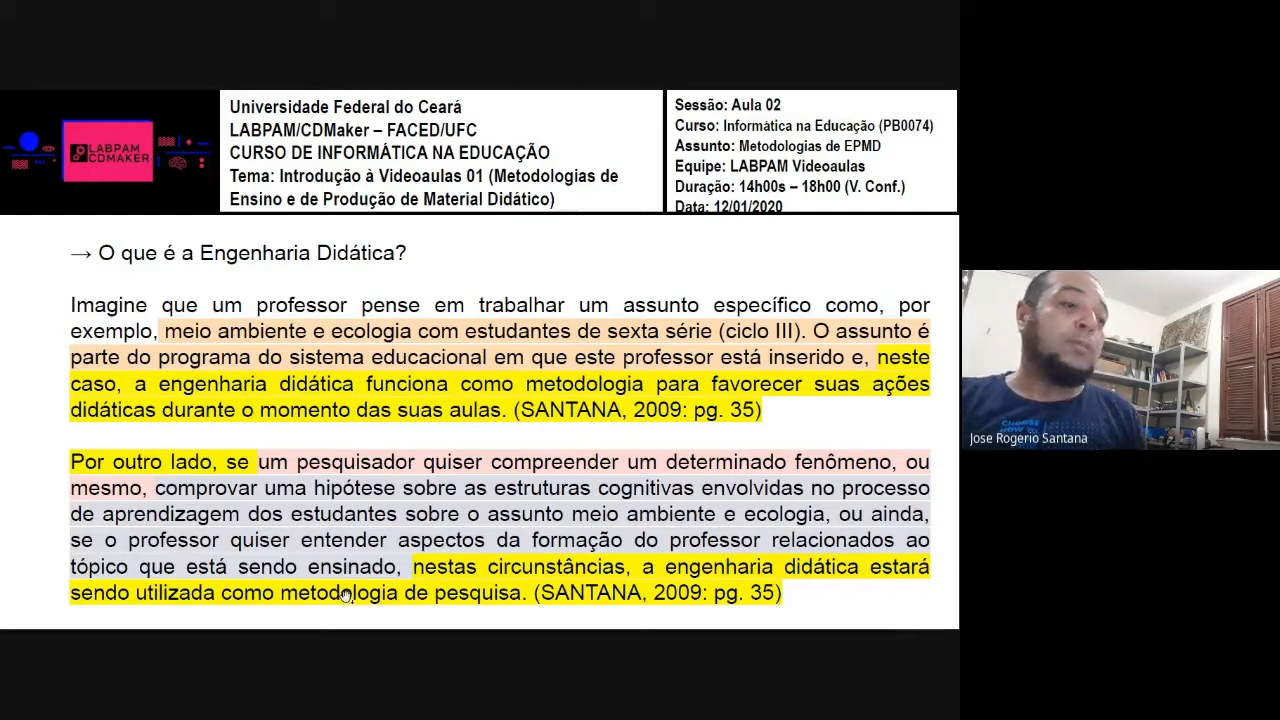 LABPAM
CDMAKER
Universidade Federal do Ceará
LABPAM/CDMaker – FACED/UFC
CURSO DE INFORMÁTICA NA EDUCAÇÃO
Tema: Introdução à Videoaulas 01 (Metodologias de
Ensino e de Produção de Material Didático)
Sessão: Aula 02
Curso: Informática na Educação (PB0074)
Assunto: Metodologias de EPMD
Equipe: LABPAM Videoaulas
Duração: 14h00s – 18h00 (V. Conf.)
Data: 12/01/2020
→ O que é a Engenharia Didática?
Imagine que um professor pense em trabalhar um assunto específico como, por
exemplo, meio ambiente e ecologia com estudantes de sexta série (ciclo III). O assunto é
parte do programa do sistema educacional em que este professor está inserido e, neste
caso, a engenharia didática funciona como metodologia para favorecer suas ações
didáticas durante o momento das suas aulas. (SANTANA, 2009: pg. 35)
Por outro lado, se um pesquisador quiser compreender um determinado fenômeno, ou
mesmo, comprovar uma hipótese sobre as estruturas cognitivas envolvidas no processo
de aprendizagem dos estudantes sobre o assunto meio ambiente e ecologia, ou ainda,
se o professor quiser entender aspectos da formação do professor relacionados ao
tópico que está sendo ensinado, nestas circunstâncias, a engenharia didática estará
sendo utilizada como metodologia de pesquisa. (SANTANA, 2009: pg. 35)
CHOOSE
HOW TO
Jose Rogerio Santana